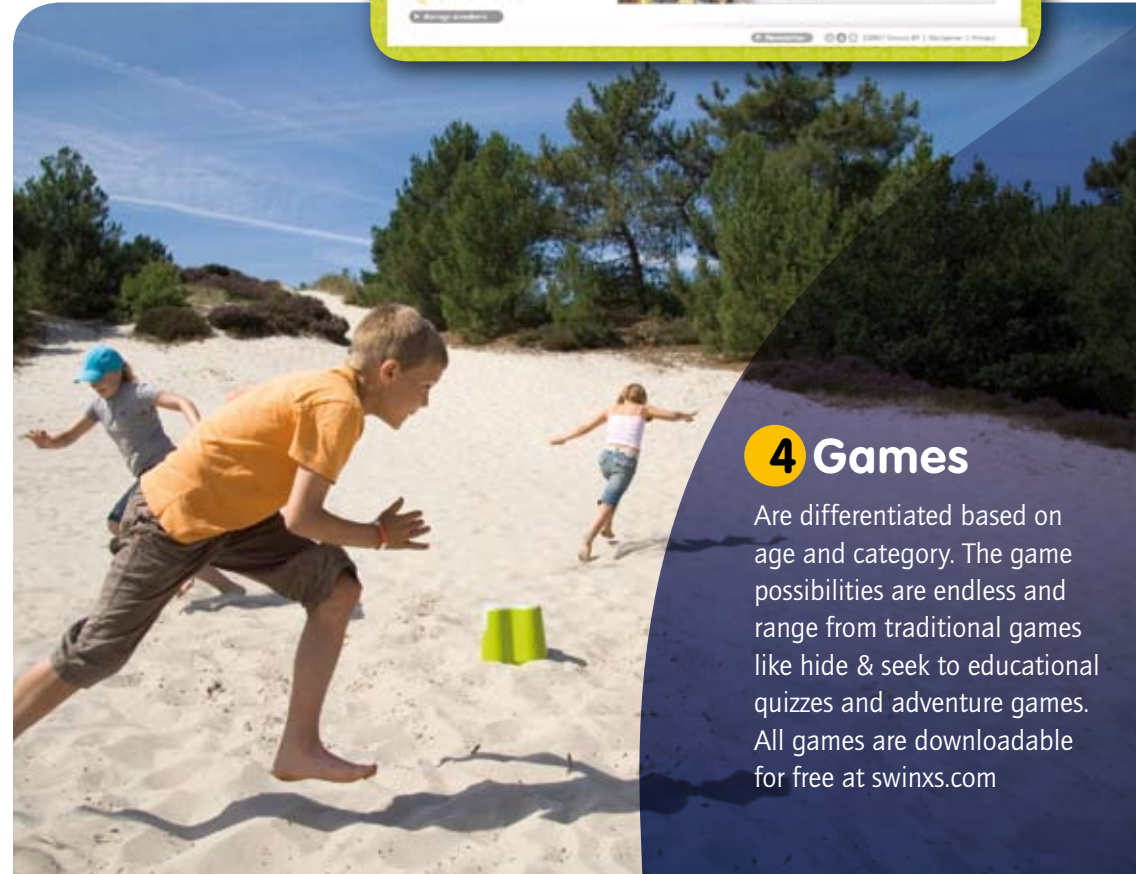 Newsletter
4 Games
Are differentiated based on
age and category. The game
possibilities are endless and
range from traditional games
like hide & seek to educational
quizzes and adventure games.
All games are downloadable
for free at swinxs.com